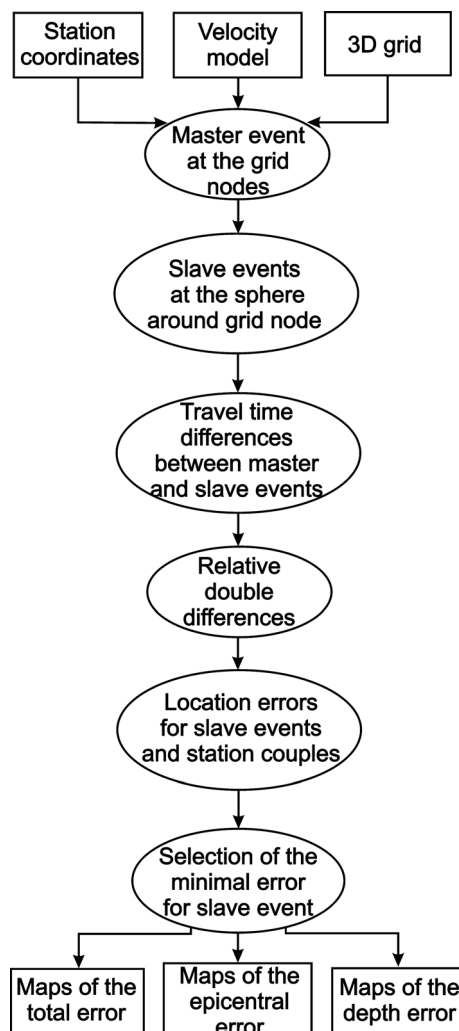 Station
coordinates
Velocity
model
3D grid
Master event
at the grid
nodes
Slave events
at the sphere
around grid node
Travel time
differences
between master
and slave events
Relative
double
differences
Location errors
for slave events
and station couples
Selection of the
minimal error
for slave event
Maps of the
total error
Maps of the
epicentral
error
Maps of the
depth error